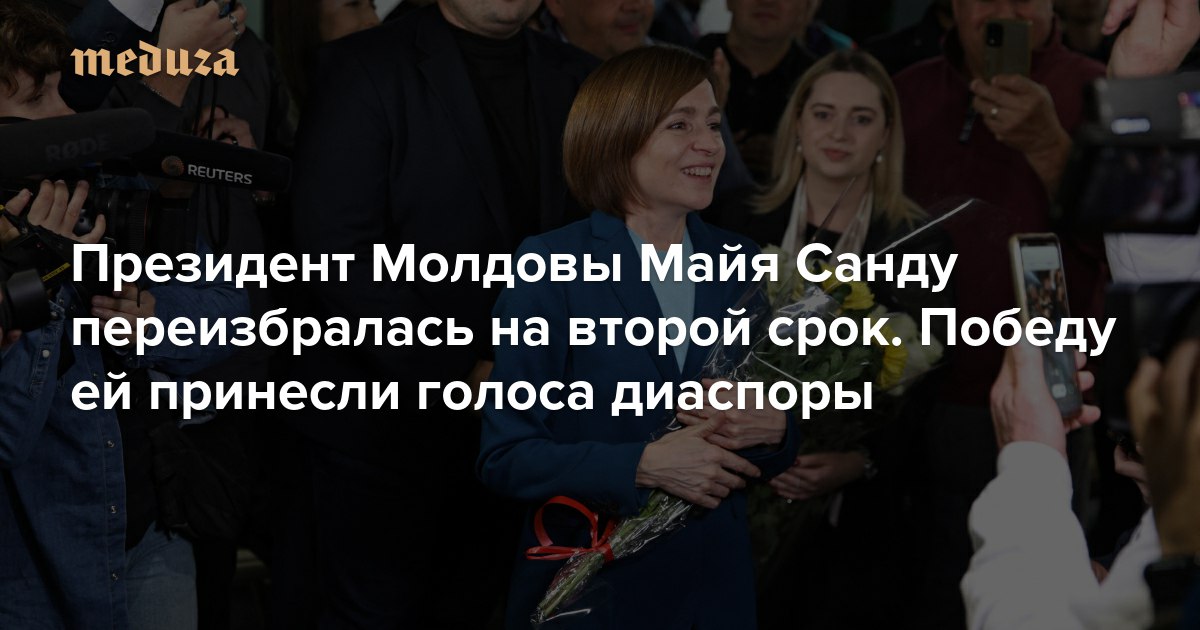 meduza
RØDE
REUTERS
Президент Молдовы Майя Санду
переизбралась на второй срок. Победу
ей принесли голоса диаспоры